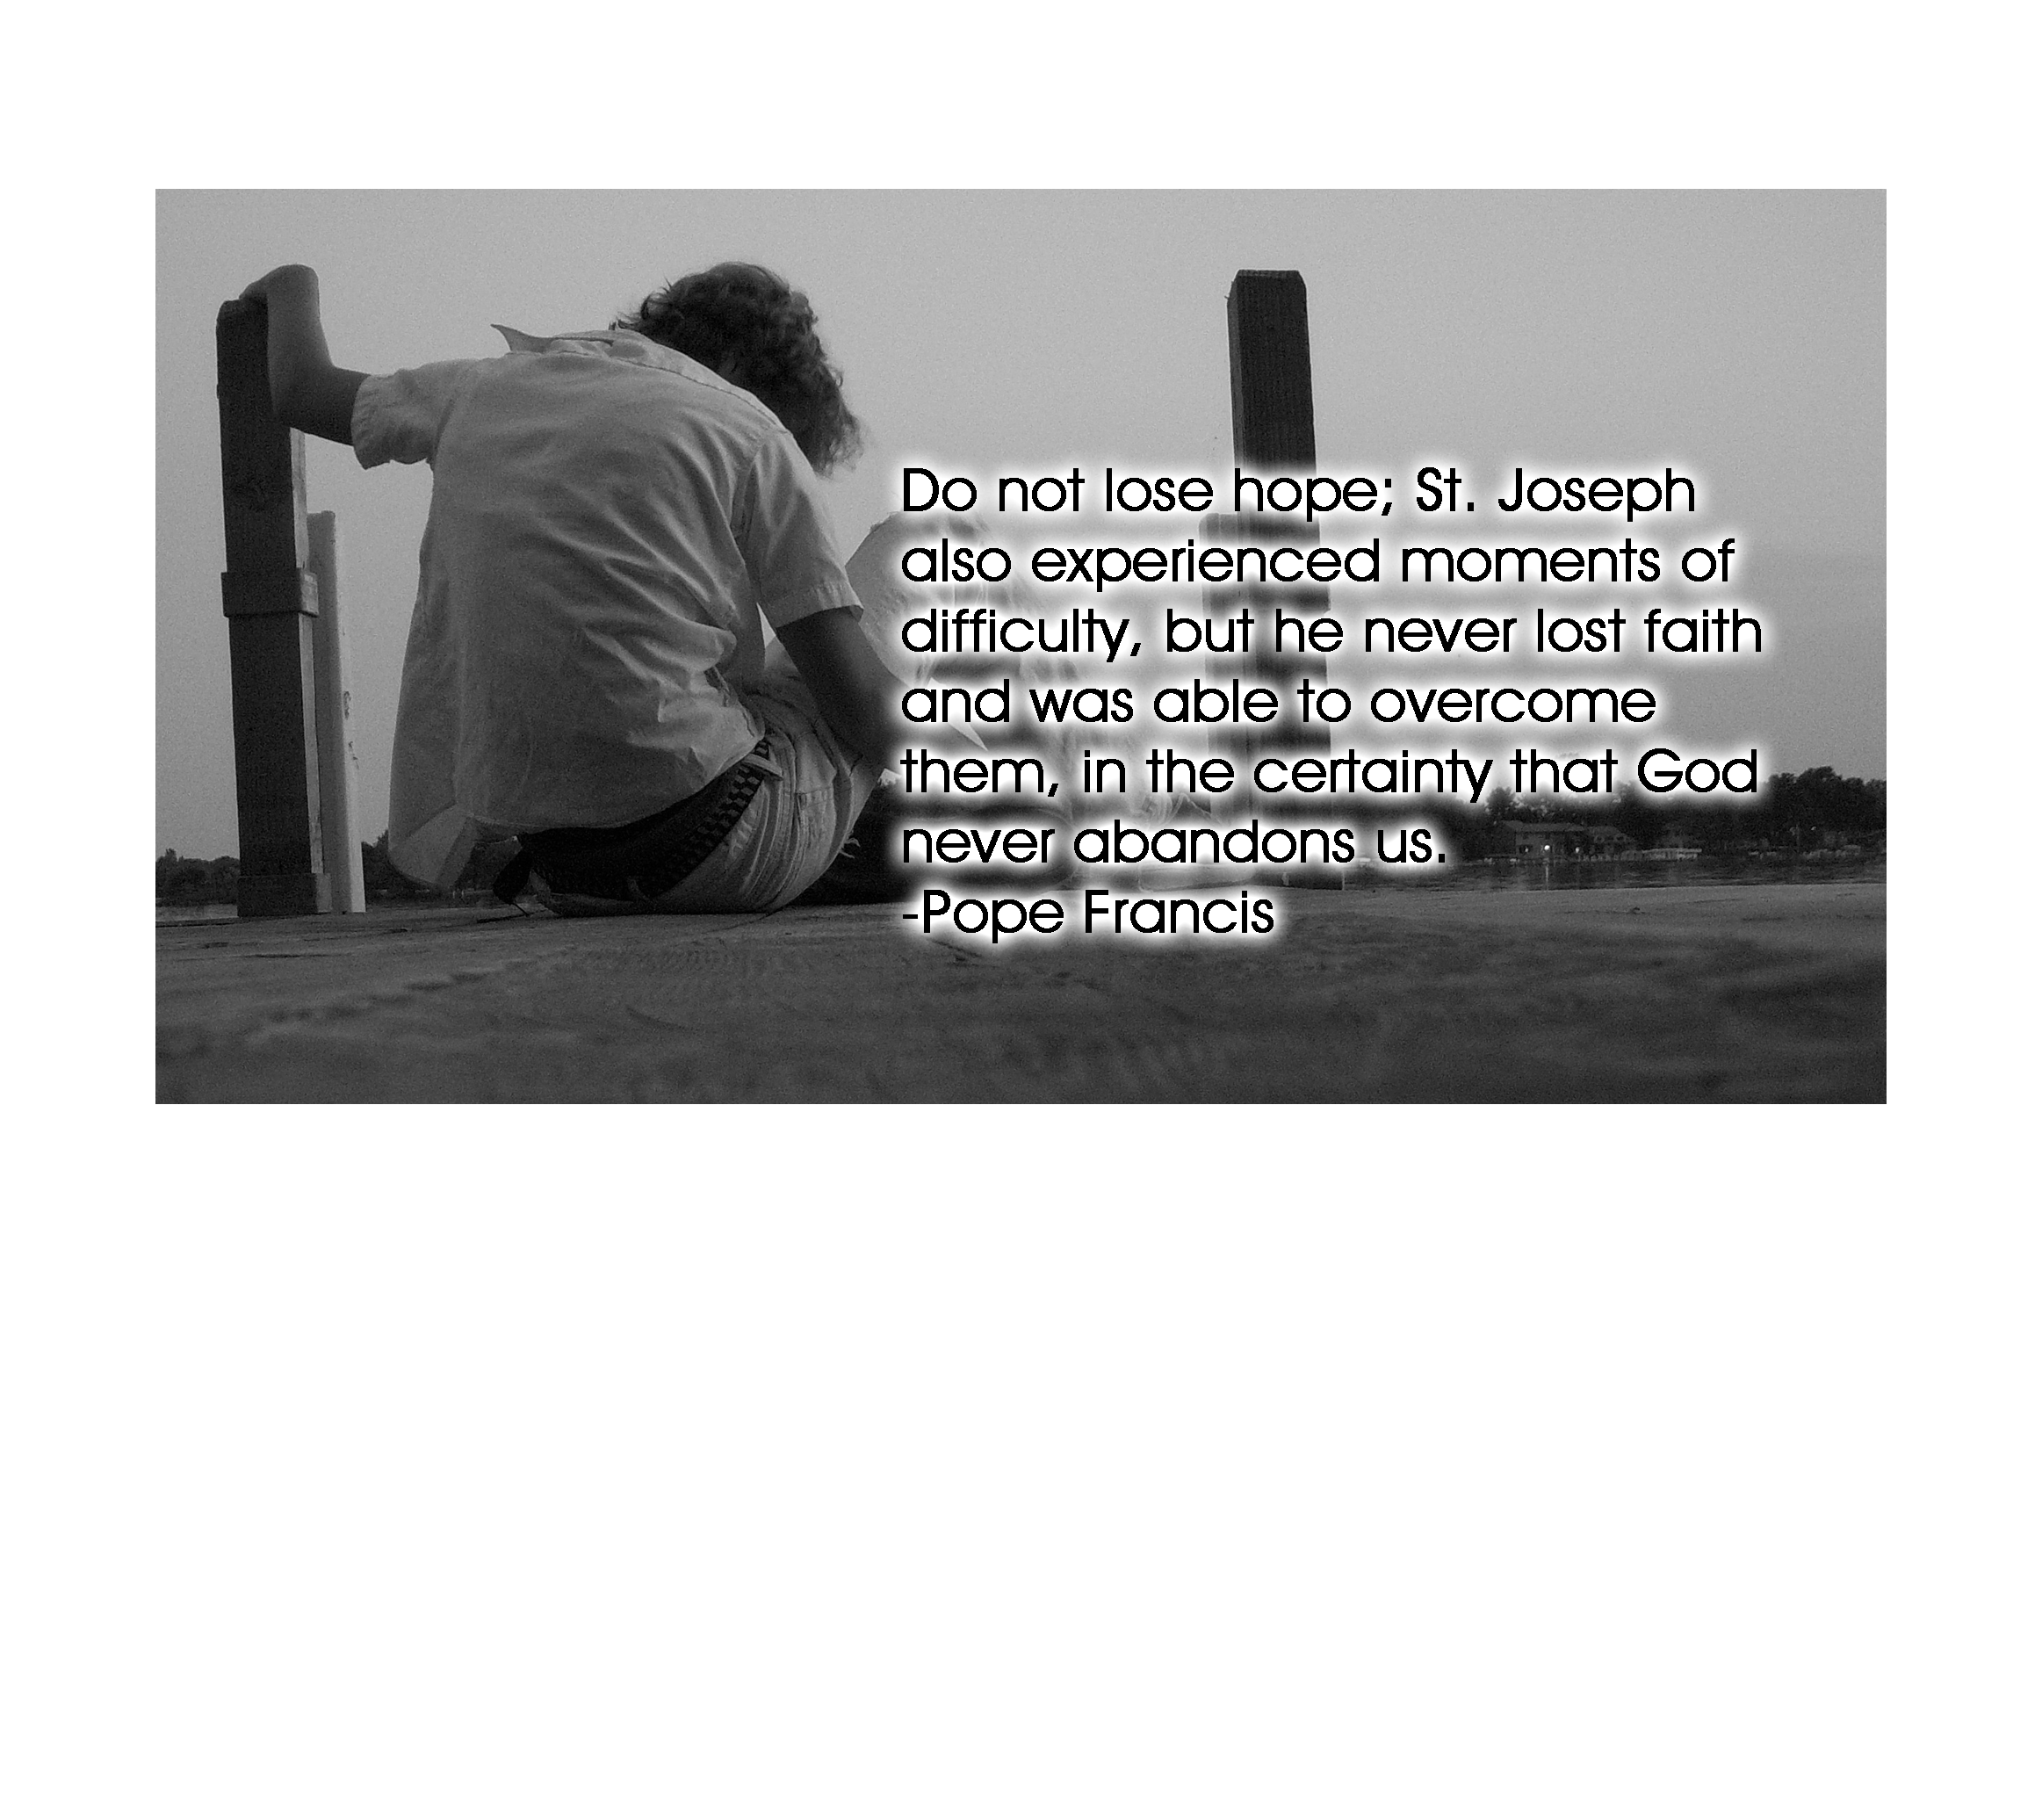 Do not lose hope; St. Joseph
also experienced moments of
difficulty, but he never lost faith
and was able to overcome
them, in the certainty that God
never abandons us.
-Pope Francis